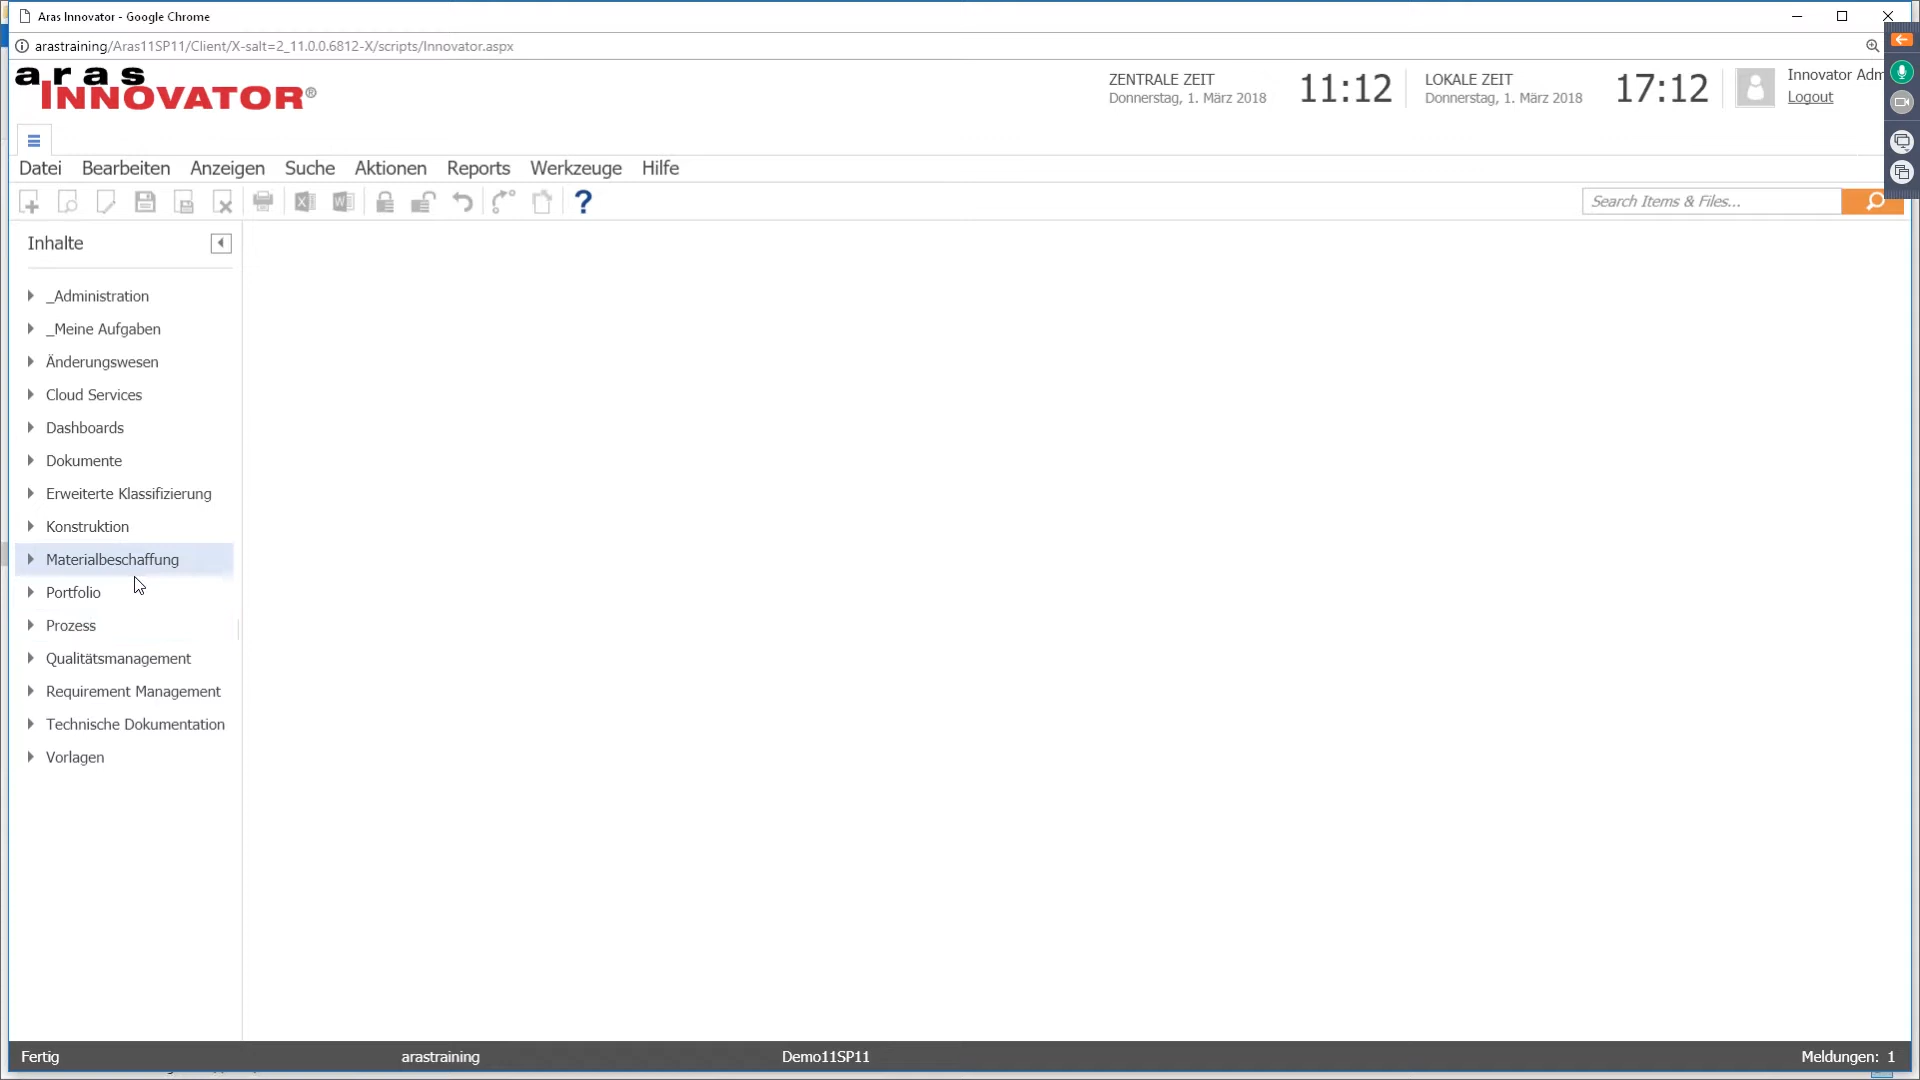 Aras Innovator - Google Chrome
arastraining/Aras11SP11/Client/X-salt=2_11.0.0.6812-X/scripts/Innovator.aspx
aras
INNOVATOR®
ZENTRALE ZEIT
Donnerstag, 1. März 2018
11:12
LOKALE ZEIT
Donnerstag, 1. März 2018
17:12
Innovator Adm
Logout
Datei Bearbeiten Anzeigen Suche Aktionen Reports Werkzeuge Hilfe
Search Items & Files...
Inhalte
_Administration
_Meine Aufgaben
Änderungswesen
Cloud Services
Dashboards
Dokumente
Erweiterte Klassifizierung
Konstruktion
Materialbeschaffung
Portfolio
Prozess
Qualitätsmanagement
Requirement Management
Technische Dokumentation
Vorlagen
Fertig arastraining Demo11SP11 Meldungen: 1